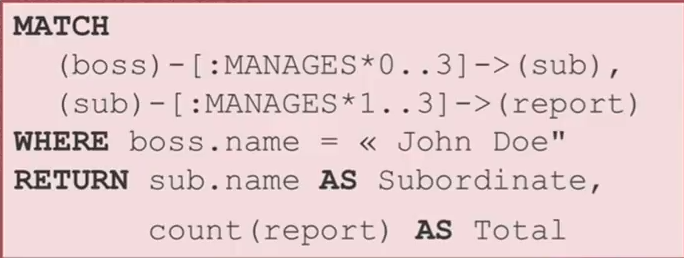 MATCH
(boss)-[:MANAGES*0..3]->(sub),
(sub)-[:MANAGES*1..3]->(report)
WHERE boss.name = « John Doe"
RETURN sub.name AS Subordinate,
count(report) AS Total